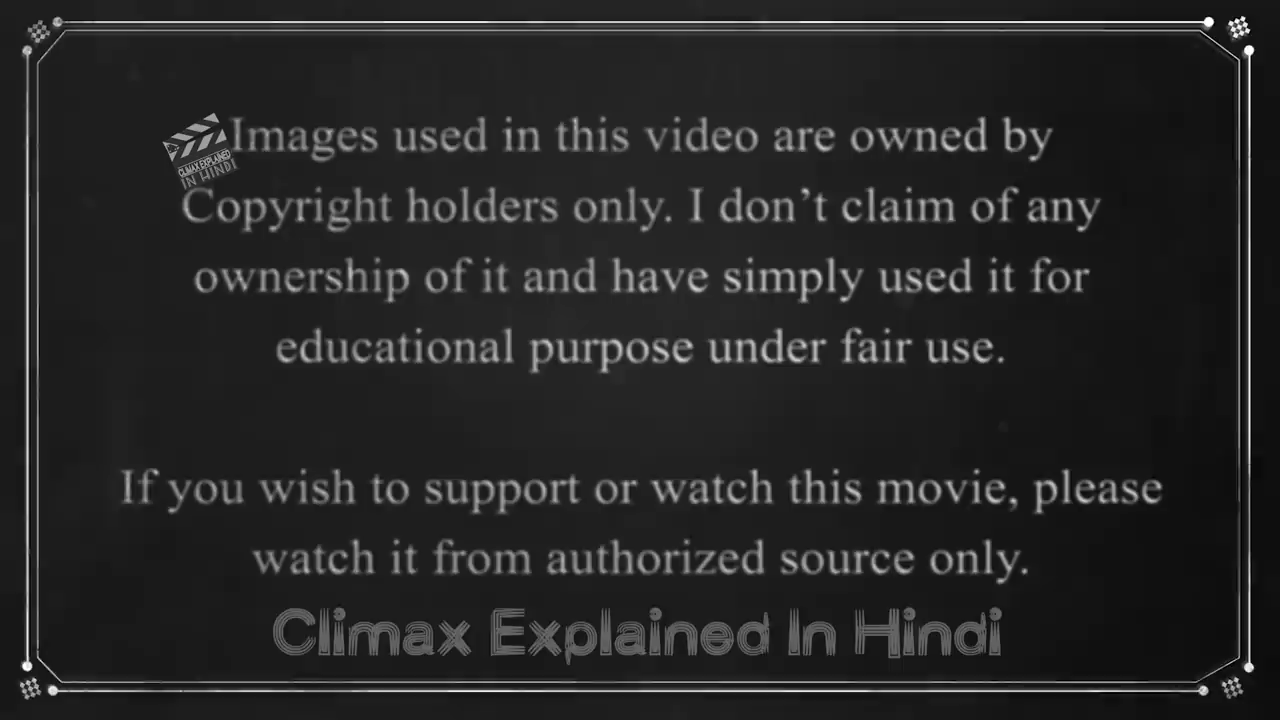 Images used in this video are owned by
CLIMAX EXPLAINED
IN HINDI
Copyright holders only. I don’t claim of any
ownership of it and have simply used it for
educational purpose under fair use.
If you wish to support or watch this movie, please
watch it from authorized source only.
Climax Explained In Hindi